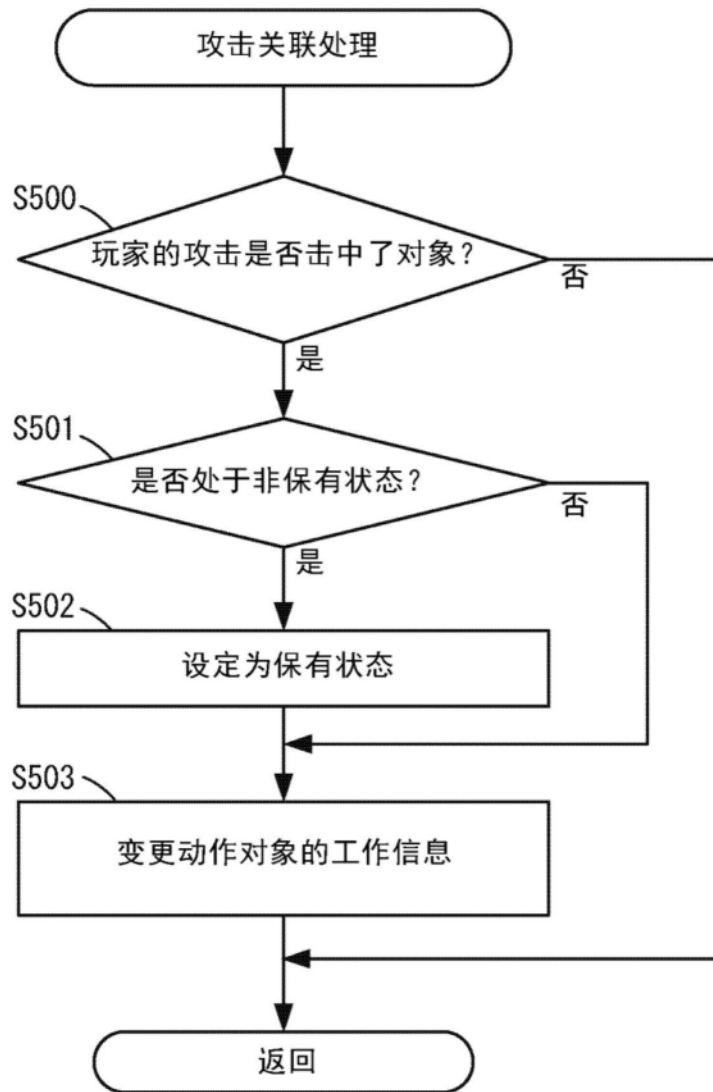 攻击关联处理
S500
玩家的攻击是否击中了对象?
否
是
S501
是否处于非保有状态?
否
是
S502
设定为保有状态
S503
变更动作对象的工作信息
返回